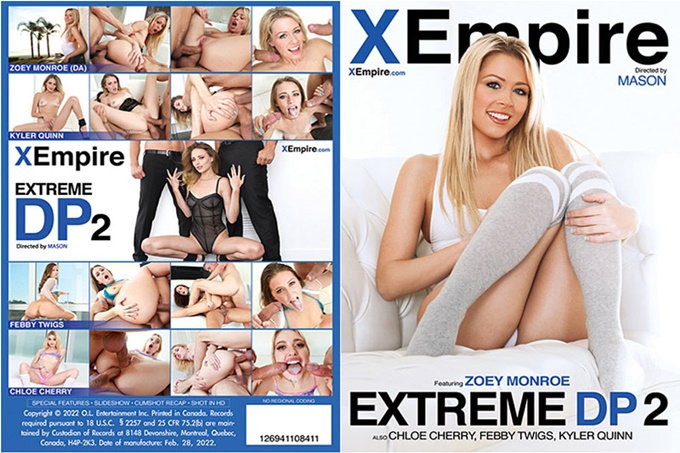 ZOEY MONROE (DA)
KYLER QUINN
XEmpire
XEmpire.com
EXTREME
DP2
Directed by MASON
FEBBY TWIGS
CHLOE CHERRY
SPECIAL FEATURES • SLIDESHOW • CUMSHOT RECAP • SHOT IN HD
Copyright © 2022 O.L. Entertainment Inc. Printed in Canada. Records
required pursuant to 18 U.S.C. § 2257 and 25 CFR 75.2(b) are main-
tained by Custodian of Records at 8148 Devonshire, Montreal, Quebec,
Canada, H4P-2K3. Date of manufacture: Feb. 28, 2022.
NO REGIONAL CODING
126941108411
XEmpire
XEmpire.com
Directed by
MASON
Featuring ZOEY MONROE
EXTREME DP 2
ALSO CHLOE CHERRY, FEBBY TWIGS, KYLER QUINN